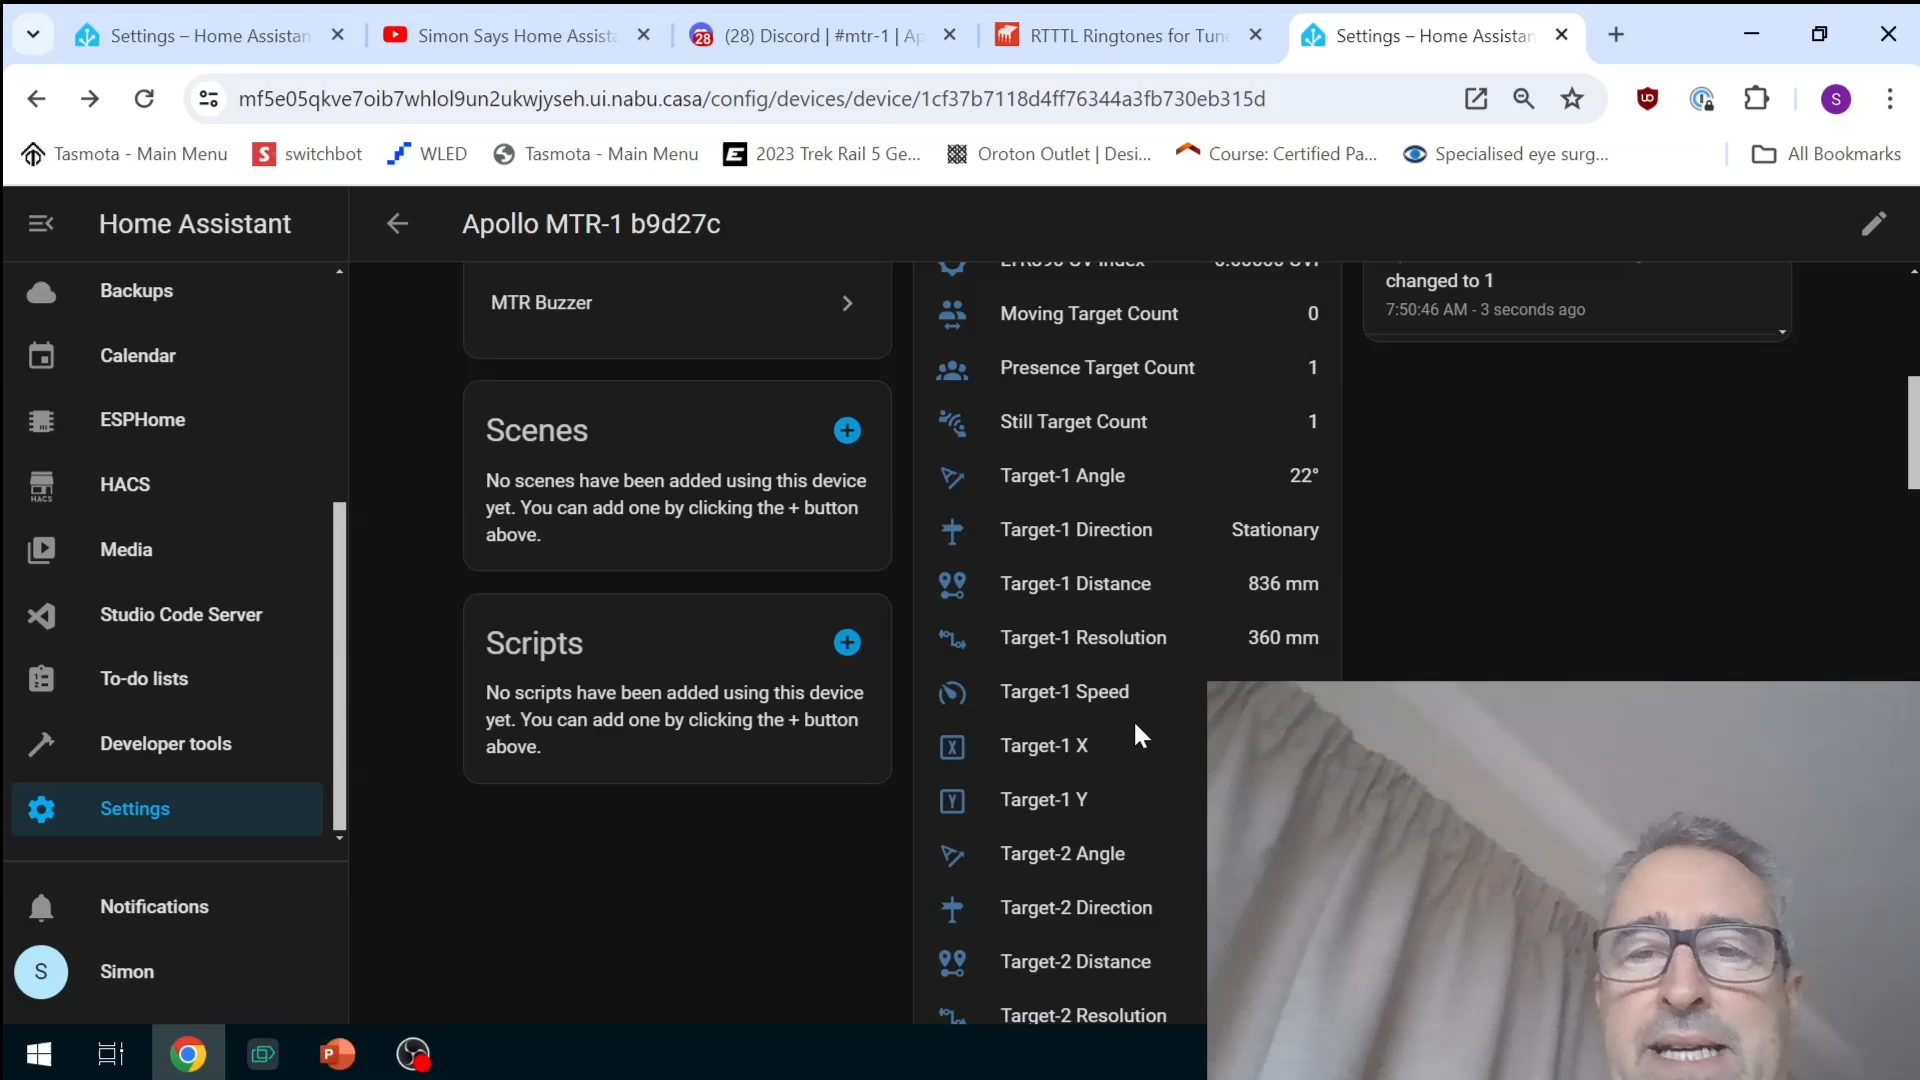 Settings – Home Assistan
Simon Says Home Assista
(28) Discord | #mtr-1 | Ap
RTTTL Ringtones for Tune
Settings – Home Assistan
mf5e05qkve7oib7whlol9un2ukwjyseh.ui.nabu.casa/config/devices/device/1cf37b7118d4ff76344a3fb730eb315d
S
Tasmota - Main Menu
switchbot
WLED
Tasmota - Main Menu
2023 Trek Rail 5 Ge...
Oroton Outlet | Desi...
Course: Certified Pa...
Specialised eye surg...
All Bookmarks
Home Assistant
Apollo MTR-1 b9d27c
Backups
Calendar
ESPHome
HACS
Media
Studio Code Server
To-do lists
Developer tools
Settings
Notifications
S
Simon
MTR Buzzer
Scenes
No scenes have been added using this device
yet. You can add one by clicking the + button
above.
Scripts
No scripts have been added using this device
yet. You can add one by clicking the + button
above.
Moving Target Count 0
Presence Target Count 1
Still Target Count 1
Target-1 Angle 22°
Target-1 Direction Stationary
Target-1 Distance 836 mm
Target-1 Resolution 360 mm
Target-1 Speed
Target-1 X
Target-1 Y
Target-2 Angle
Target-2 Direction
Target-2 Distance
Target-2 Resolution
changed to 1
7:50:46 AM - 3 seconds ago